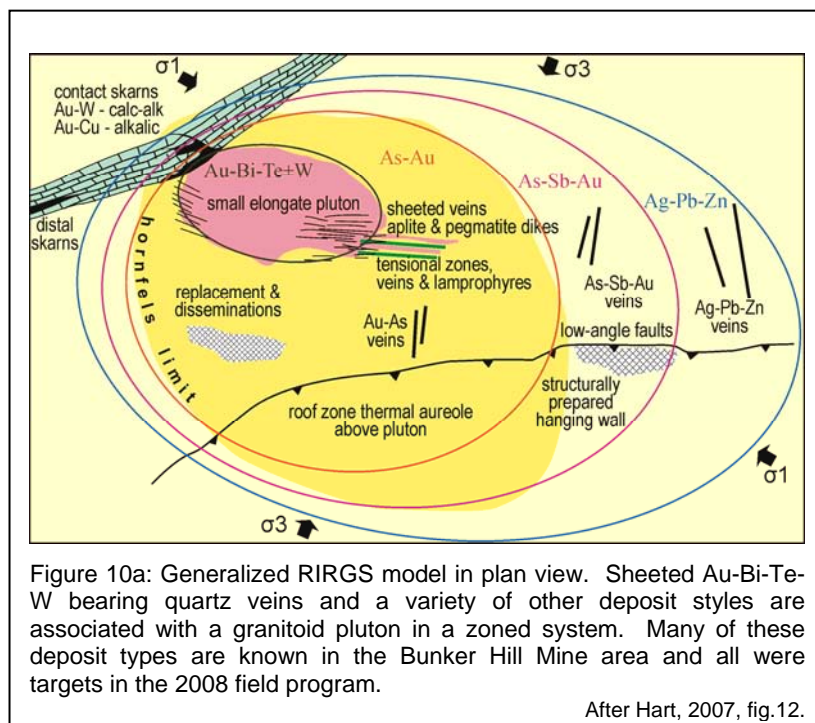 σ1
σ3
contact skarns
Au-W - calc-alk
Au-Cu - alkalic
Au-Bi-Te+W
As-Au
small elongate pluton
As-Sb-Au
Ag-Pb-Zn
distal
skarns
sheeted veins
aplite & pegmatite dikes
tensional zones,
veins & lamprophyres
hornfels limit
replacement &
disseminations
Au-As
veins
As-Sb-Au
veins
Ag-Pb-Zn
veins
low-angle faults
structurally
prepared
hanging wall
roof zone thermal aureole
above pluton
σ1
σ3
Figure 10a: Generalized RIRGS model in plan view. Sheeted Au-Bi-Te-
W bearing quartz veins and a variety of other deposit styles are
associated with a granitoid pluton in a zoned system. Many of these
deposit types are known in the Bunker Hill Mine area and all were
targets in the 2008 field program.
After Hart, 2007, fig.12.